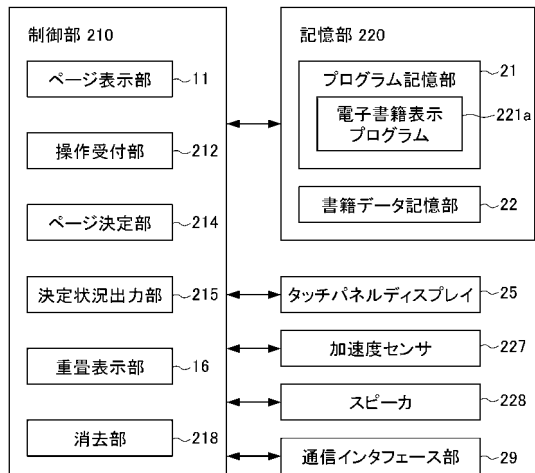 制御部 210
ページ表示部
11
操作受付部
212
ページ決定部
214
決定状況出力部
215
重畳表示部
16
消去部
218
記憶部 220
プログラム記憶部
21
電子書籍表示
プログラム
221a
書籍データ記憶部
22
タッチパネルディスプレイ
25
加速度センサ
227
スピーカ
228
通信インタフェース部
29